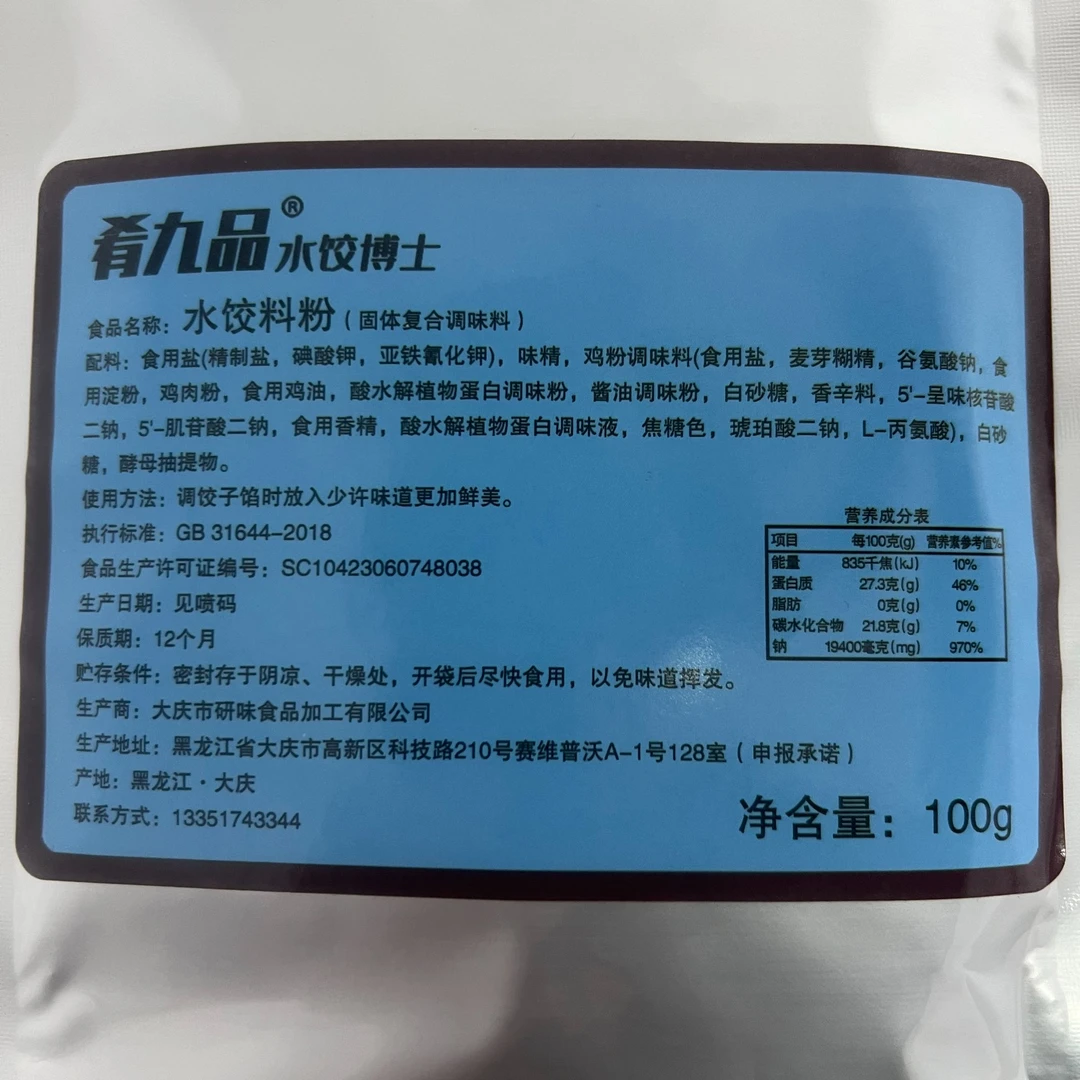 肴九品® 水饺博士
食品名称：水饺料粉（固体复合调味料）
配料：食用盐(精制盐，碘酸钾，亚铁氰化钾)，味精，鸡粉调味料(食用盐，麦芽糊精，谷氨酸钠，食
用淀粉，鸡肉粉，食用鸡油，酸水解植物蛋白调味粉，酱油调味粉，白砂糖，香辛料，5'-呈味核苷酸
二钠，5'-肌苷酸二钠，食用香精，酸水解植物蛋白调味液，焦糖色，琥珀酸二钠，L-丙氨酸)，白砂
糖，酵母抽提物。
使用方法：调饺子馅时放入少许味道更加鲜美。
执行标准：GB 31644-2018
食品生产许可证编号：SC10423060748038
生产日期：见喷码
保质期：12个月
贮存条件：密封存于阴凉、干燥处，开袋后尽快食用，以免味道挥发。
生产商：大庆市研味食品加工有限公司
生产地址：黑龙江省大庆市高新区科技路210号赛维普沃A-1号128室（申报承诺）
产地：黑龙江·大庆
联系方式：13351743344
营养成分表
项目 每100克(g) 营养素参考值%
能量 835千焦(kJ) 10%
蛋白质 27.3克(g) 46%
脂肪 0克(g) 0%
碳水化合物 21.8克(g) 7%
钠 19400毫克(mg) 970%
净含量：100g